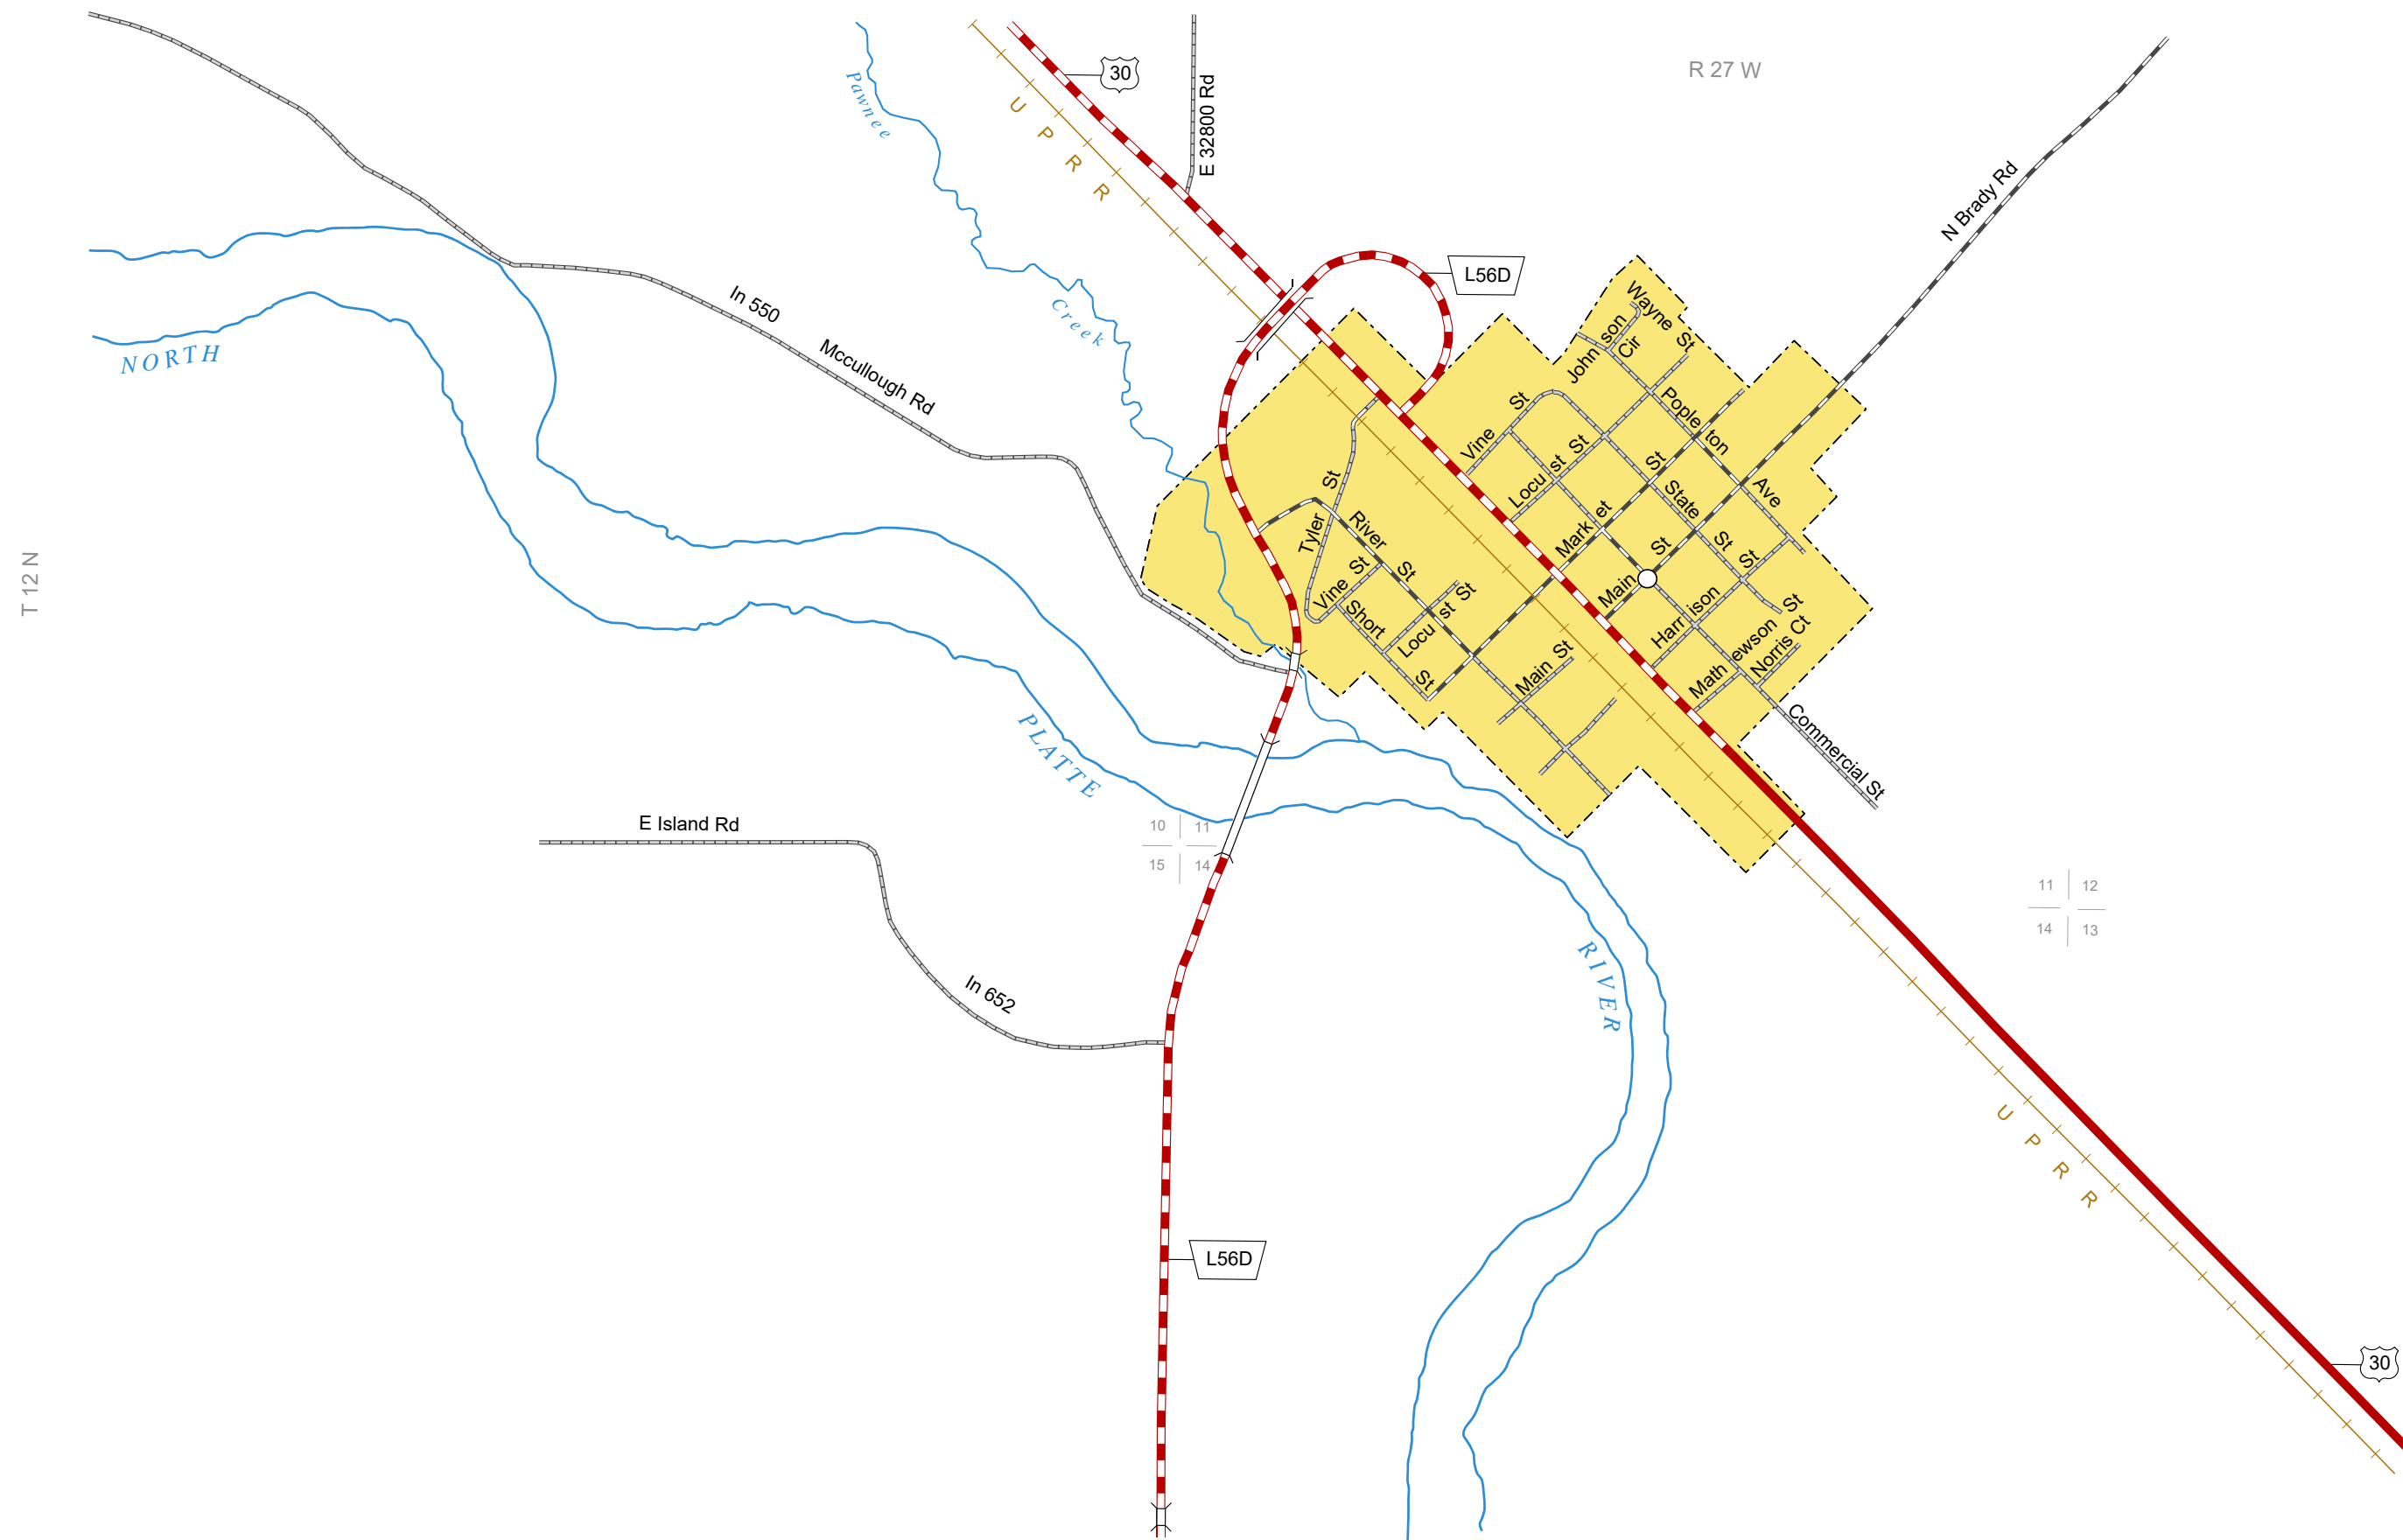 R 27 W
30
Pawnee
Creek
U P R R
E 32800 Rd
N Brady Rd
L56D
Wayne St
John son Cir
In 550
Mccullough Rd
NORTH
Vine St
Pople ton Ave
Locu st St
Mark et St
State St
Tyler St
River St
Vine St
Short St
Locu st St
Main St
Harr ison St
Math ewson St
Norris Ct
Main St
Commercial St
T 12 N
PLATTE
RIVER
E Island Rd
10 11
15 14
11 12
14 13
In 652
U P R R
L56D
30